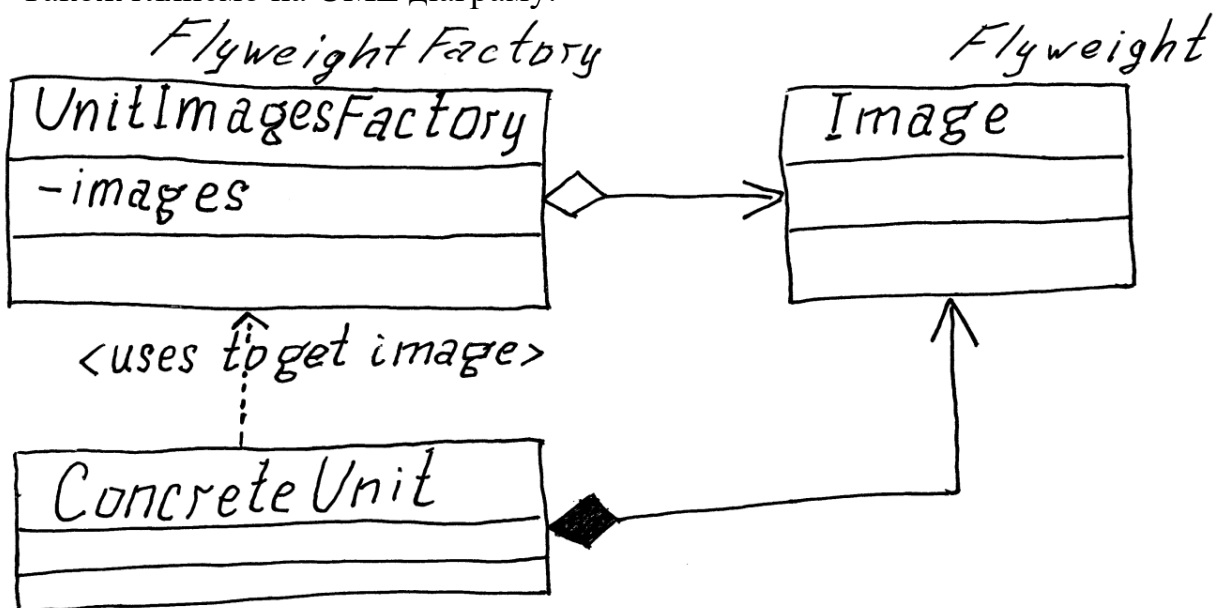 Flyweight Factory
Flyweight
UnitImagesFactory
-images
Image
<uses to get image>
ConcreteUnit